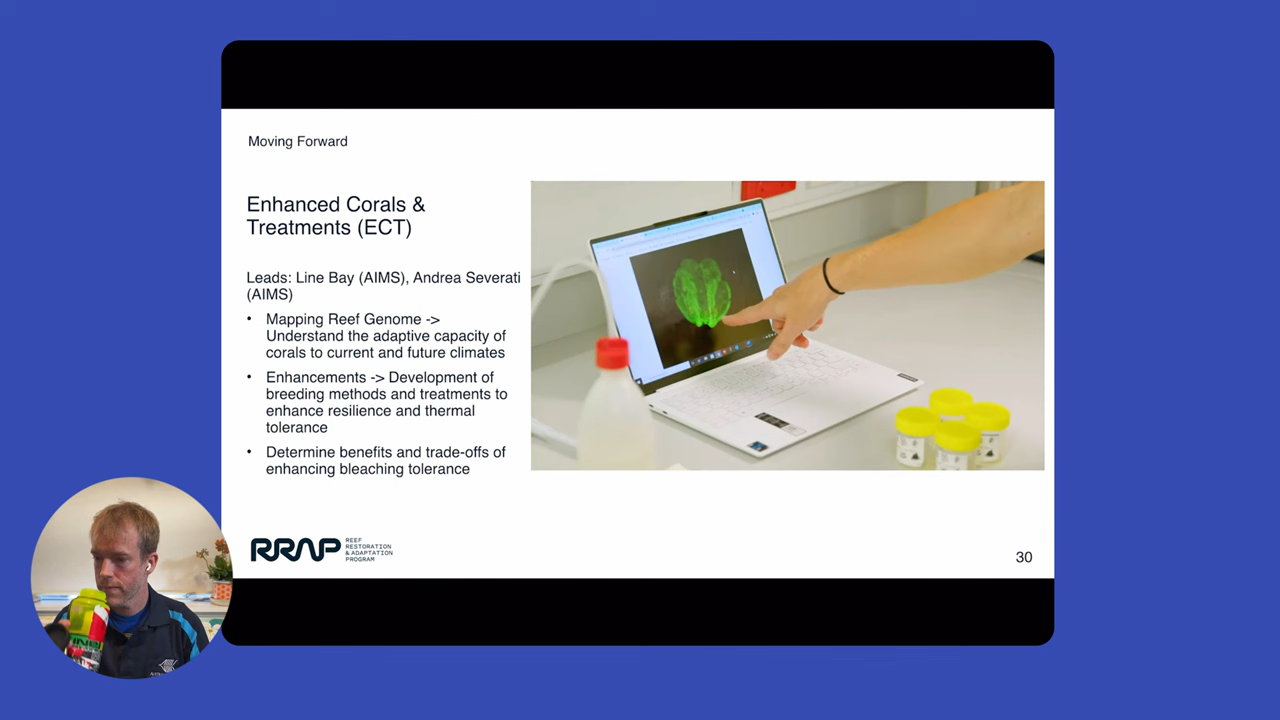 Moving Forward
Enhanced Corals &
Treatments (ECT)
Leads: Line Bay (AIMS), Andrea Severati
(AIMS)
• Mapping Reef Genome ->
Understand the adaptive capacity of
corals to current and future climates
• Enhancements -> Development of
breeding methods and treatments to
enhance resilience and thermal
tolerance
• Determine benefits and trade-offs of
enhancing bleaching tolerance
RRAP
REEF
RESTORATION
& ADAPTATION
PROGRAM
30